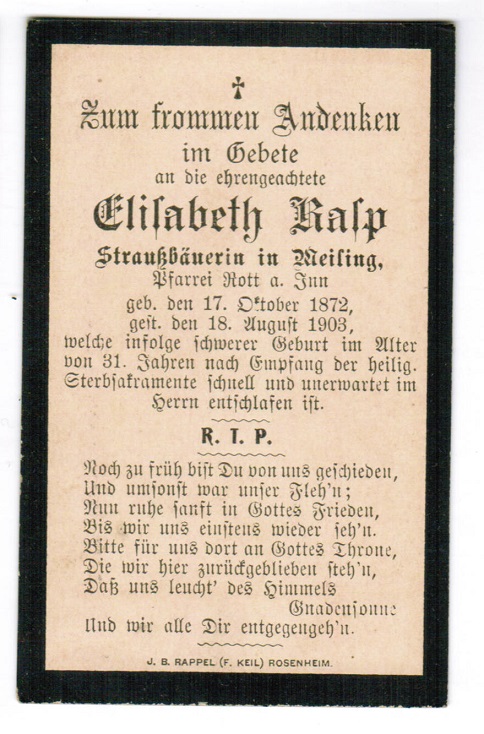 Zum frommen Andenken
im Gebete
an die ehrengeachtete
Elisabeth Rasp
Straußbäuerin in Meiling,
Pfarrei Rott a. Inn
geb. den 17. Oktober 1872,
gest. den 18. August 1903,
welche infolge schwerer Geburt im Alter
von 31. Jahren nach Empfang der heilig.
Sterbsakramente schnell und unerwartet im
Herrn entschlafen ist.
R. T. P.
Noch zu früh bist Du von uns geschieden,
Und umsonst war unser Fleh'n;
Nun ruhe sanft in Gottes Frieden,
Bis wir uns einstens wieder seh'n.
Bitte für uns dort an Gottes Throne,
Die wir hier zurückgeblieben steh'n,
Daß uns leucht' des Himmels
Gnadensonne
Und wir alle Dir entgegengeh'n.
J. B. RAPPEL (F. KEIL) ROSENHEIM.